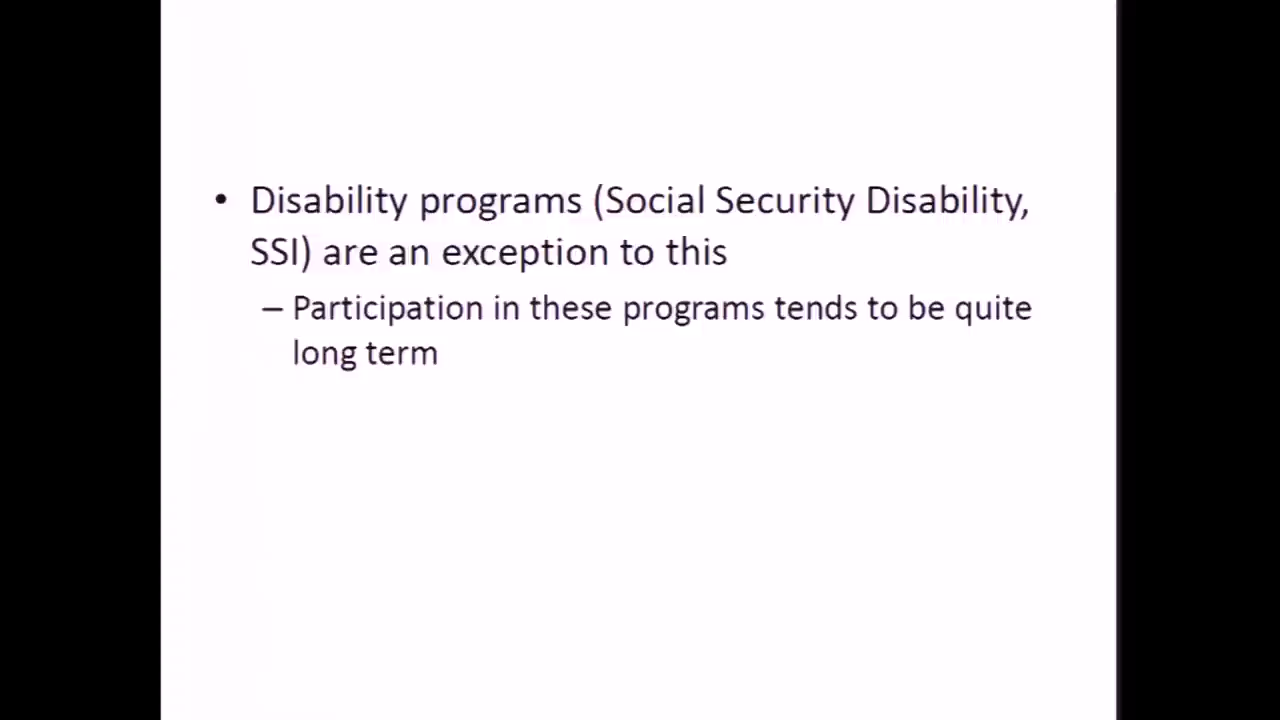 • Disability programs (Social Security Disability,
SSI) are an exception to this
– Participation in these programs tends to be quite
long term